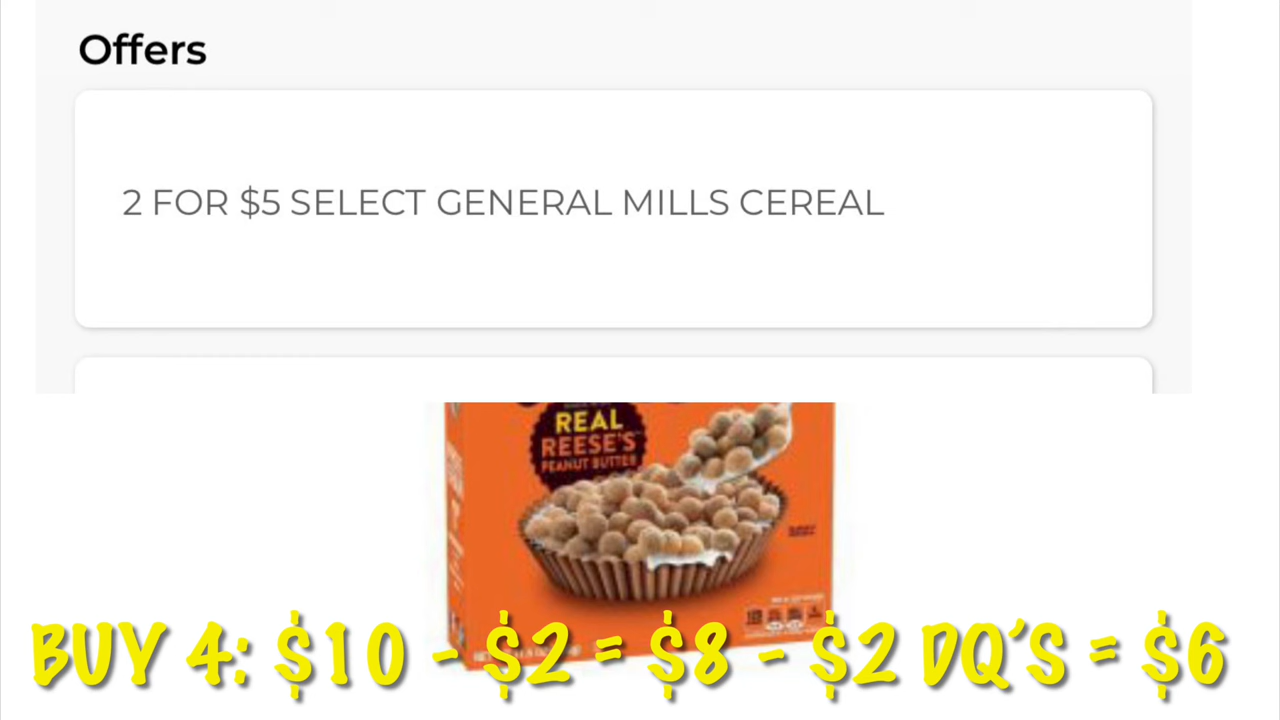 Offers
2 FOR $5 SELECT GENERAL MILLS CEREAL
REAL
REESE'S
PEANUT BUTTER
BUY 4: $10 - $2 = $8 - $2 DQ'S = $6